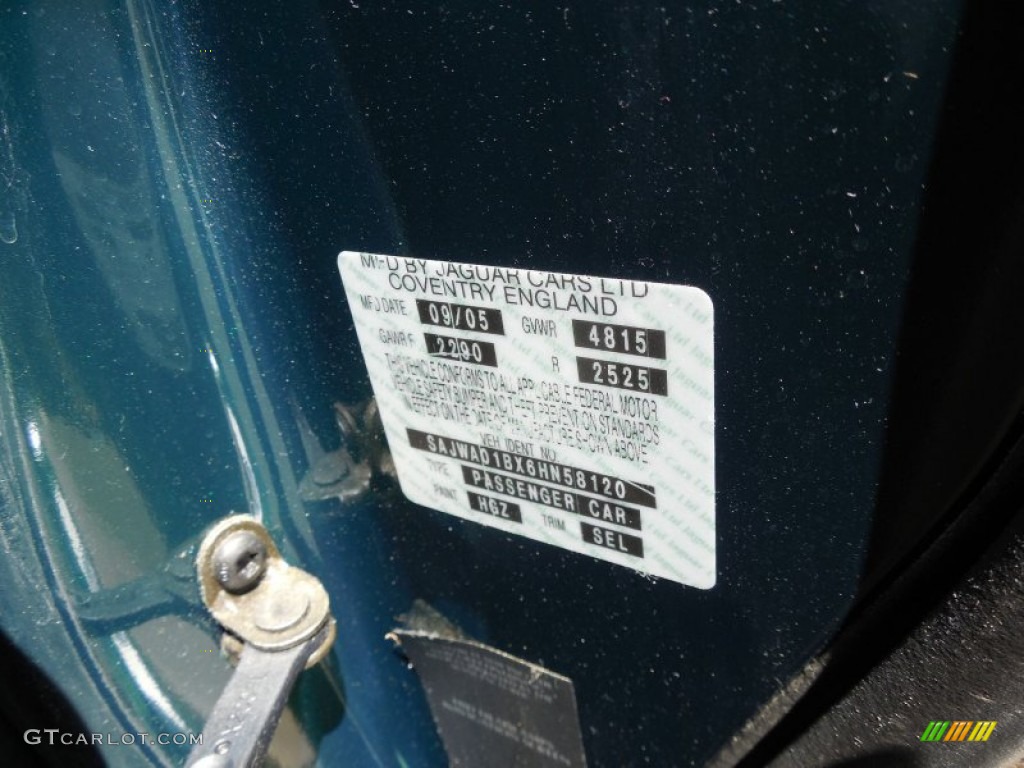 MFD BY JAGUAR CARS LTD
COVENTRY ENGLAND
MFD DATE 09/05 GVWR 4815
GAWR F 2290 R 2525
THIS VEHICLE CONFORMS TO ALL APPLICABLE FEDERAL MOTOR
VEHICLE SAFETY BUMPER AND THEFT PREVENTION STANDARDS
IN EFFECT ON THE DATE OF MANUFACTURE SHOWN ABOVE
VEH IDENT NO.
SAJWA01BX6HN58120
TYPE PASSENGER CAR.
PAINT HGZ TRIM SEL
GTCARLOT.COM